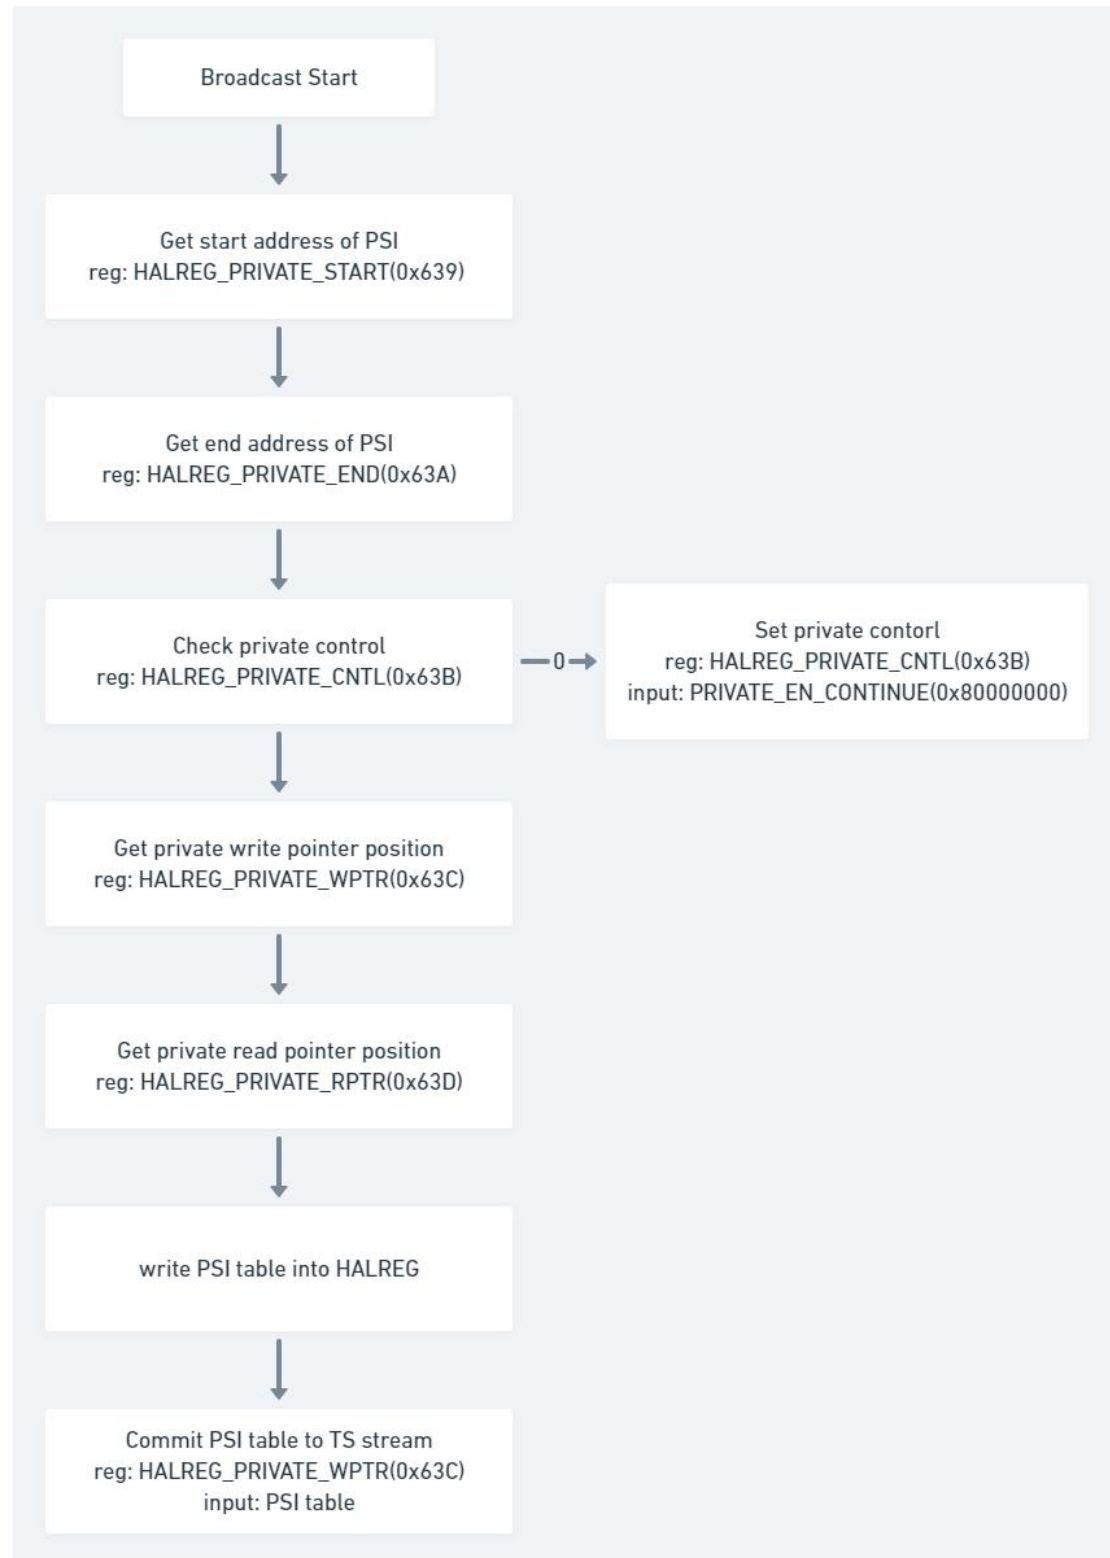 Broadcast Start
Get start address of PSI
reg: HALREG_PRIVATE_START(0x639)
Get end address of PSI
reg: HALREG_PRIVATE_END(0x63A)
Check private control
reg: HALREG_PRIVATE_CNTL(0x63B)
0
Set private contorl
reg: HALREG_PRIVATE_CNTL(0x63B)
input: PRIVATE_EN_CONTINUE(0x80000000)
Get private write pointer position
reg: HALREG_PRIVATE_WPTR(0x63C)
Get private read pointer position
reg: HALREG_PRIVATE_RPTR(0x63D)
write PSI table into HALREG
Commit PSI table to TS stream
reg: HALREG_PRIVATE_WPTR(0x63C)
input: PSI table